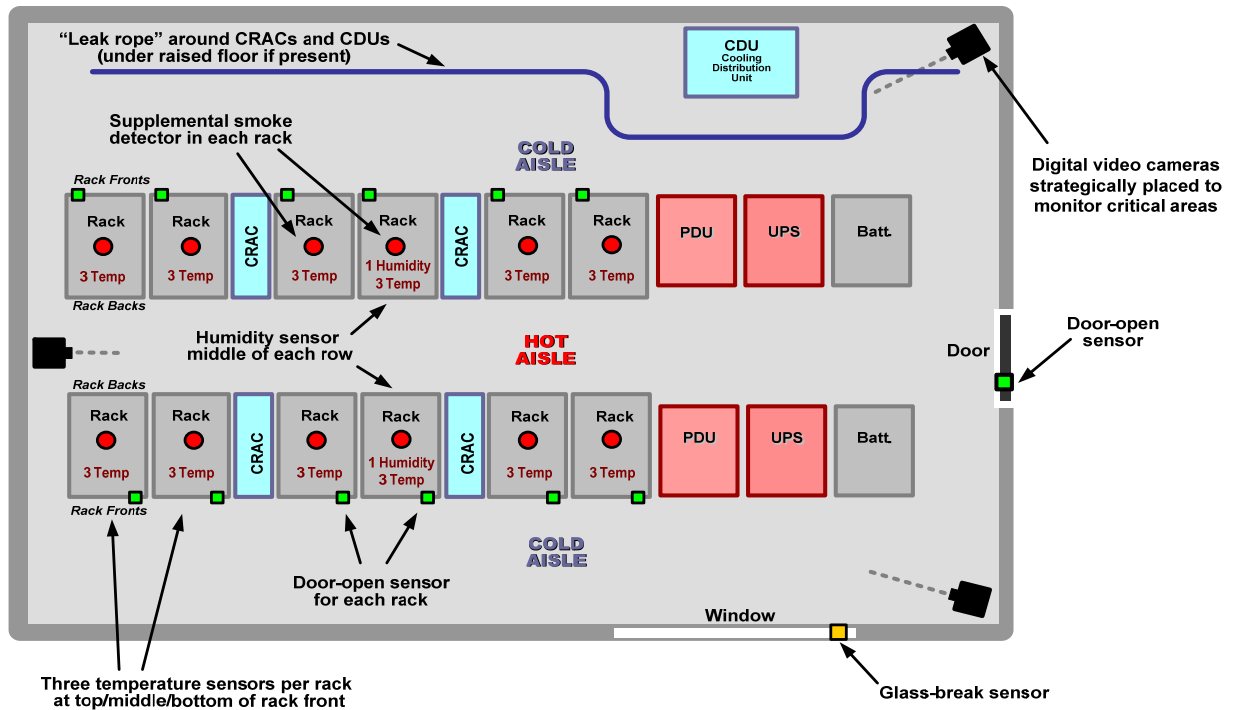 “Leak rope” around CRACs and CDUs
(under raised floor if present)
CDU
Cooling
Distribution
Unit
Supplemental smoke
detector in each rack
COLD
AISLE
Digital video cameras
strategically placed to
monitor critical areas
Rack Fronts
Rack
3 Temp
Rack
3 Temp
CRAC
Rack
3 Temp
Rack
1 Humidity
3 Temp
CRAC
Rack
3 Temp
Rack
3 Temp
PDU
UPS
Batt.
Rack Backs
Humidity sensor
middle of each row
HOT
AISLE
Door
Door-open
sensor
Rack Backs
Rack
3 Temp
Rack
3 Temp
CRAC
Rack
3 Temp
Rack
1 Humidity
3 Temp
CRAC
Rack
3 Temp
Rack
3 Temp
PDU
UPS
Batt.
Rack Fronts
COLD
AISLE
Door-open sensor
for each rack
Window
Three temperature sensors per rack
at top/middle/bottom of rack front
Glass-break sensor